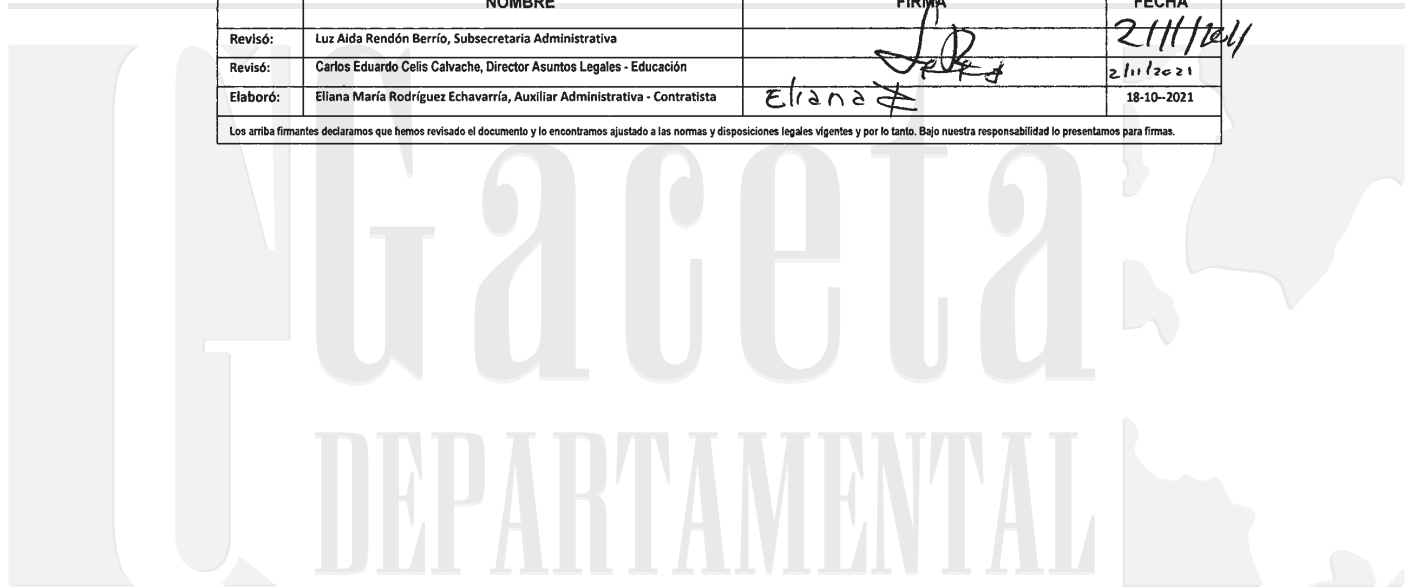 NOMBRE FIRMA FECHA
Revisó: Luz Aida Rendón Berrío, Subsecretaria Administrativa
Revisó: Carlos Eduardo Celis Calvache, Director Asuntos Legales - Educación 2/11/2021
Elaboró: Eliana María Rodríguez Echavarría, Auxiliar Administrativa - Contratista Eliana 18-10--2021
Los arriba firmantes declaramos que hemos revisado el documento y lo encontramos ajustado a las normas y disposiciones legales vigentes y por lo tanto. Bajo nuestra responsabilidad lo presentamos para firmas.
Gaceta
DEPARTAMENTAL